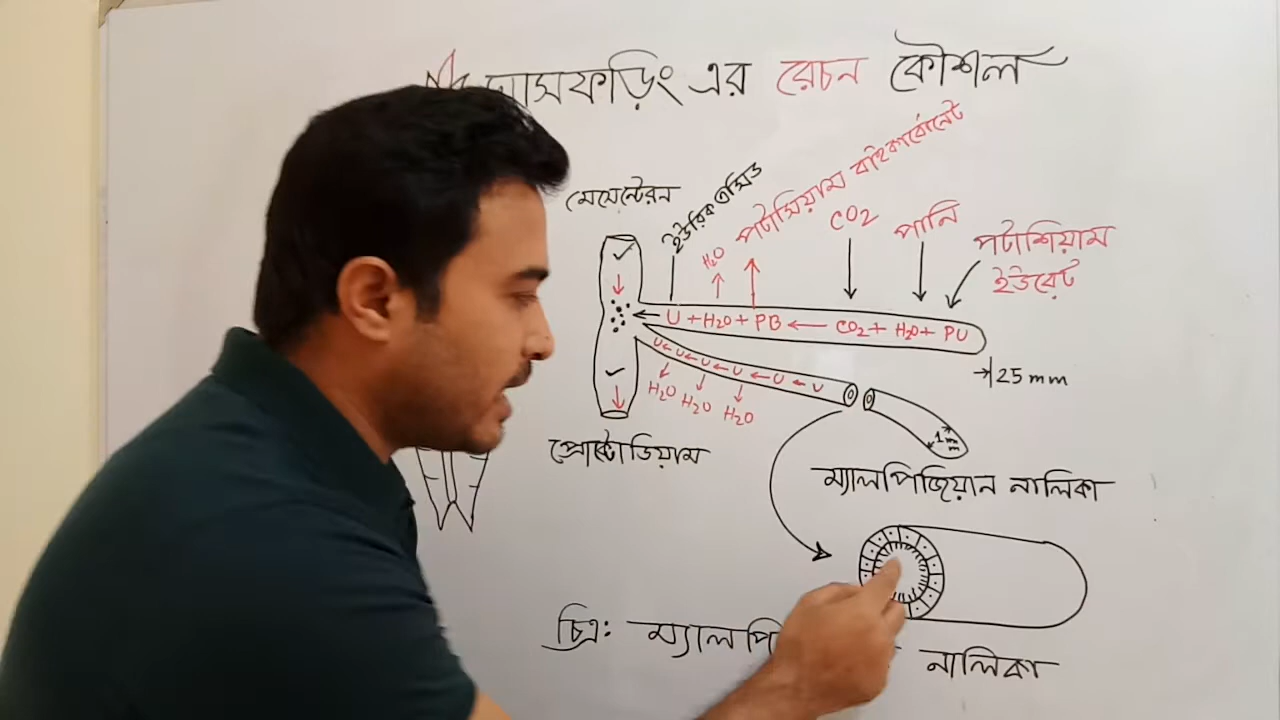 ঘাসফড়িং এর রেচন কৌশল
মেসেন্টেরন
ইউরিক এসিড
H₂O
পটাসিয়াম বাইকার্বোনেট
CO2
পানি
পটাশিয়াম
ইউরেট
U + H₂O + PB ← CO₂ + H₂O + PU
25 mm
U ← U ← U ← U ← U ← U
H₂O
H₂O
H₂O
1mm
প্রোক্টোডিয়াম
ম্যালপিজিয়ান নালিকা
চিত্র: ম্যালপি নালিকা